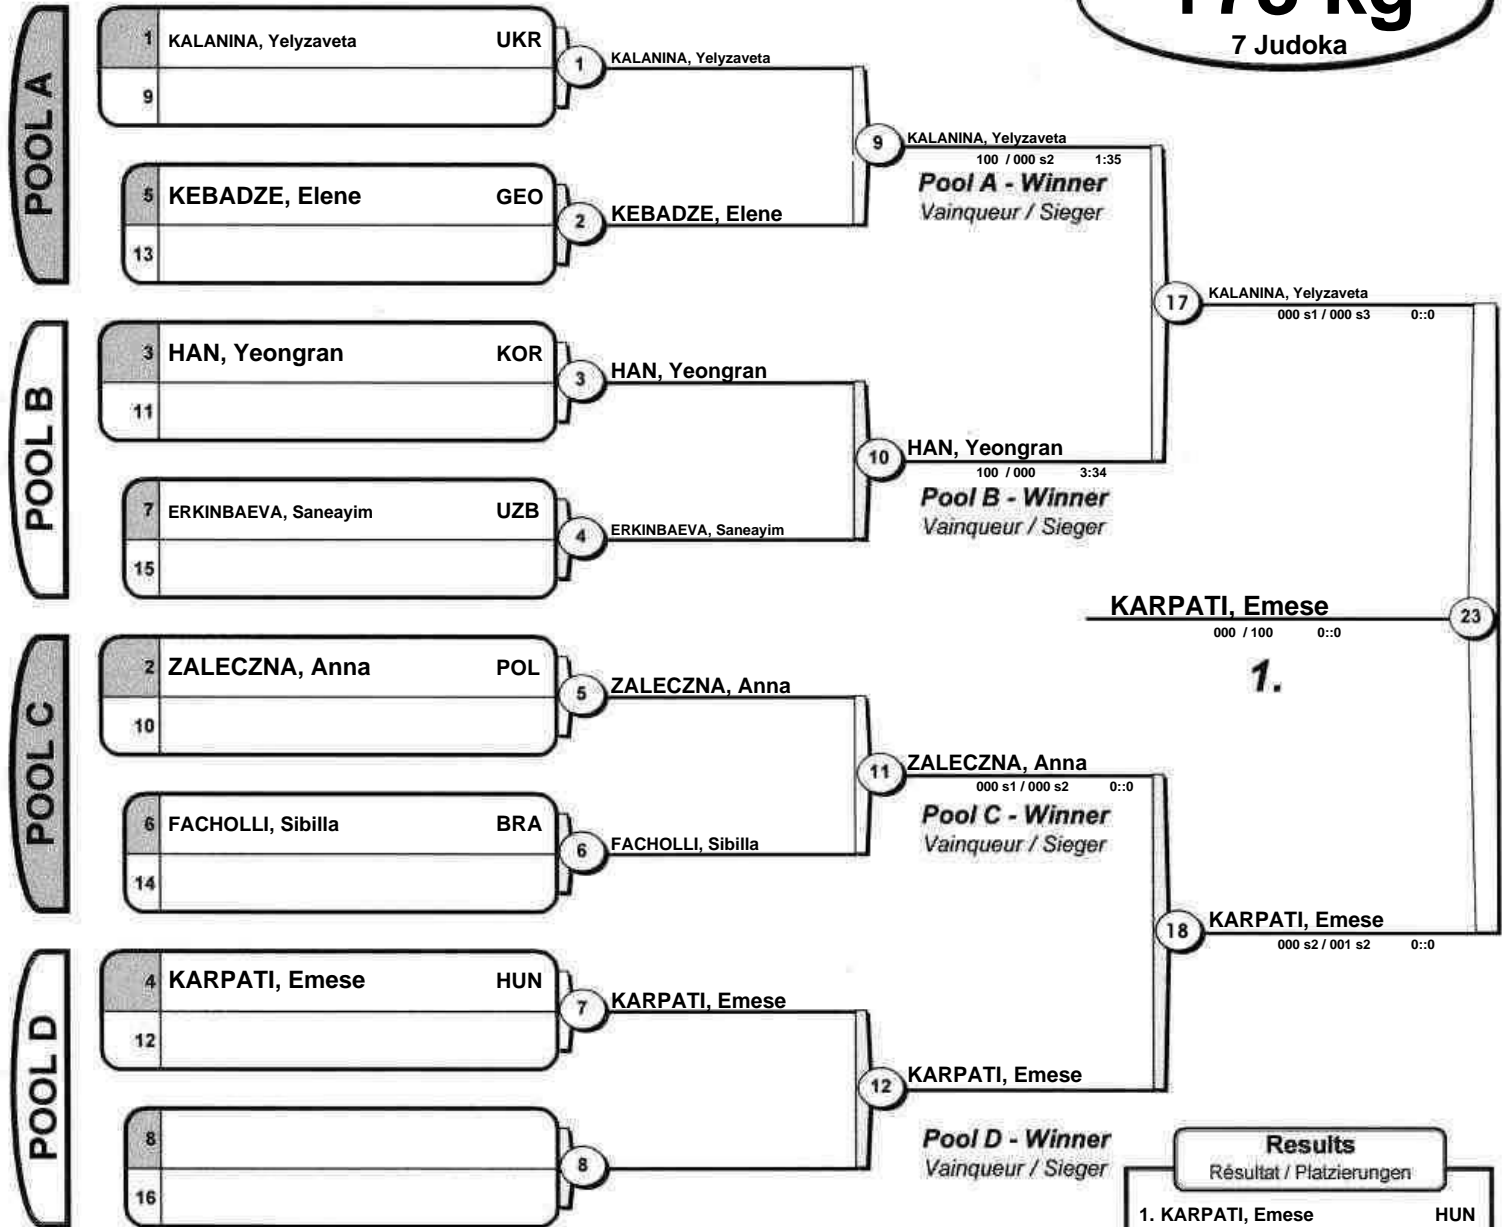 +78 kg
7 Judoka
POOL A
1 KALANINA, Yelyzaveta UKR
9
1
KALANINA, Yelyzaveta
5 KEBADZE, Elene GEO
13
2
KEBADZE, Elene
9
KALANINA, Yelyzaveta
100 / 000 s2 1:35
Pool A - Winner
Vainqueur / Sieger
POOL B
3 HAN, Yeongran KOR
11
3
HAN, Yeongran
7 ERKINBAEVA, Saneayim UZB
15
4
ERKINBAEVA, Saneayim
10
HAN, Yeongran
100 / 000 3:34
Pool B - Winner
Vainqueur / Sieger
17
KALANINA, Yelyzaveta
000 s1 / 000 s3 0::0
POOL C
2 ZALECZNA, Anna POL
10
5
ZALECZNA, Anna
6 FACHOLLI, Sibilla BRA
14
6
FACHOLLI, Sibilla
11
ZALECZNA, Anna
000 s1 / 000 s2 0::0
Pool C - Winner
Vainqueur / Sieger
POOL D
4 KARPATI, Emese HUN
12
7
KARPATI, Emese
8
16
8
12
KARPATI, Emese
Pool D - Winner
Vainqueur / Sieger
18
KARPATI, Emese
000 s2 / 001 s2 0::0
23
KARPATI, Emese
000 / 100 0::0
1.
Results
Résultat / Platzierungen
1. KARPATI, Emese HUN